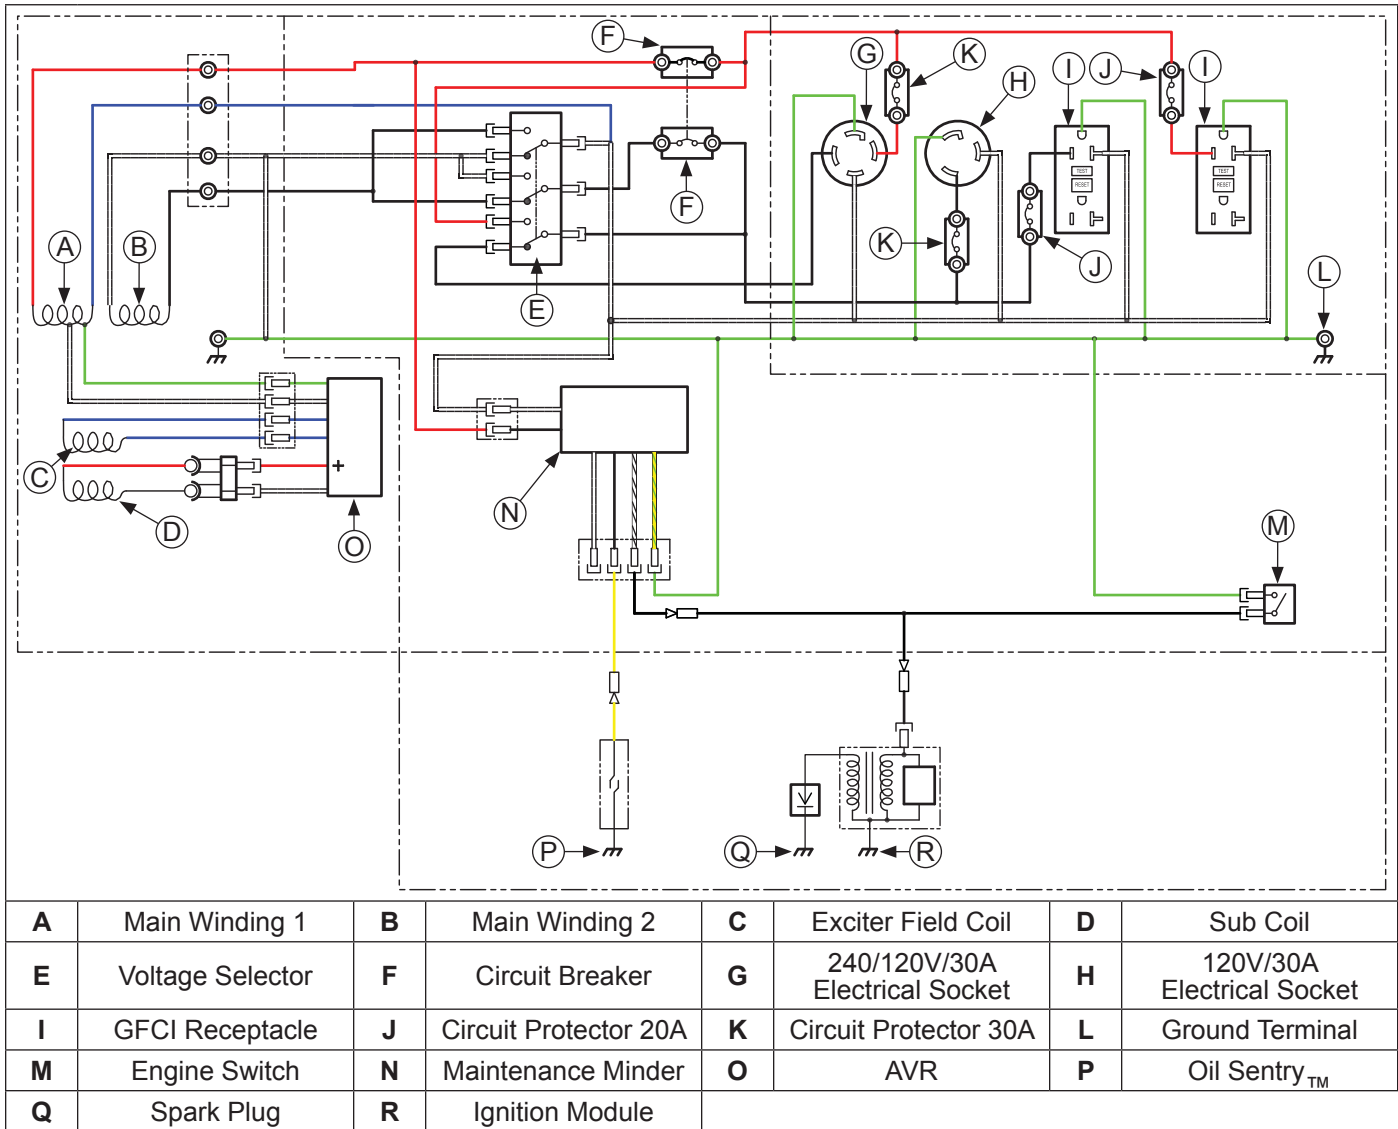 F
G
K
H
I
J
I
TEST
RESET
TEST
RESET
F
A
B
K
J
E
L
+
C
D
O
N
M
P
Q
R
A Main Winding 1 B Main Winding 2 C Exciter Field Coil D Sub Coil
E Voltage Selector F Circuit Breaker G 240/120V/30A Electrical Socket H 120V/30A Electrical Socket
I GFCI Receptacle J Circuit Protector 20A K Circuit Protector 30A L Ground Terminal
M Engine Switch N Maintenance Minder O AVR P Oil Sentry™
Q Spark Plug R Ignition Module